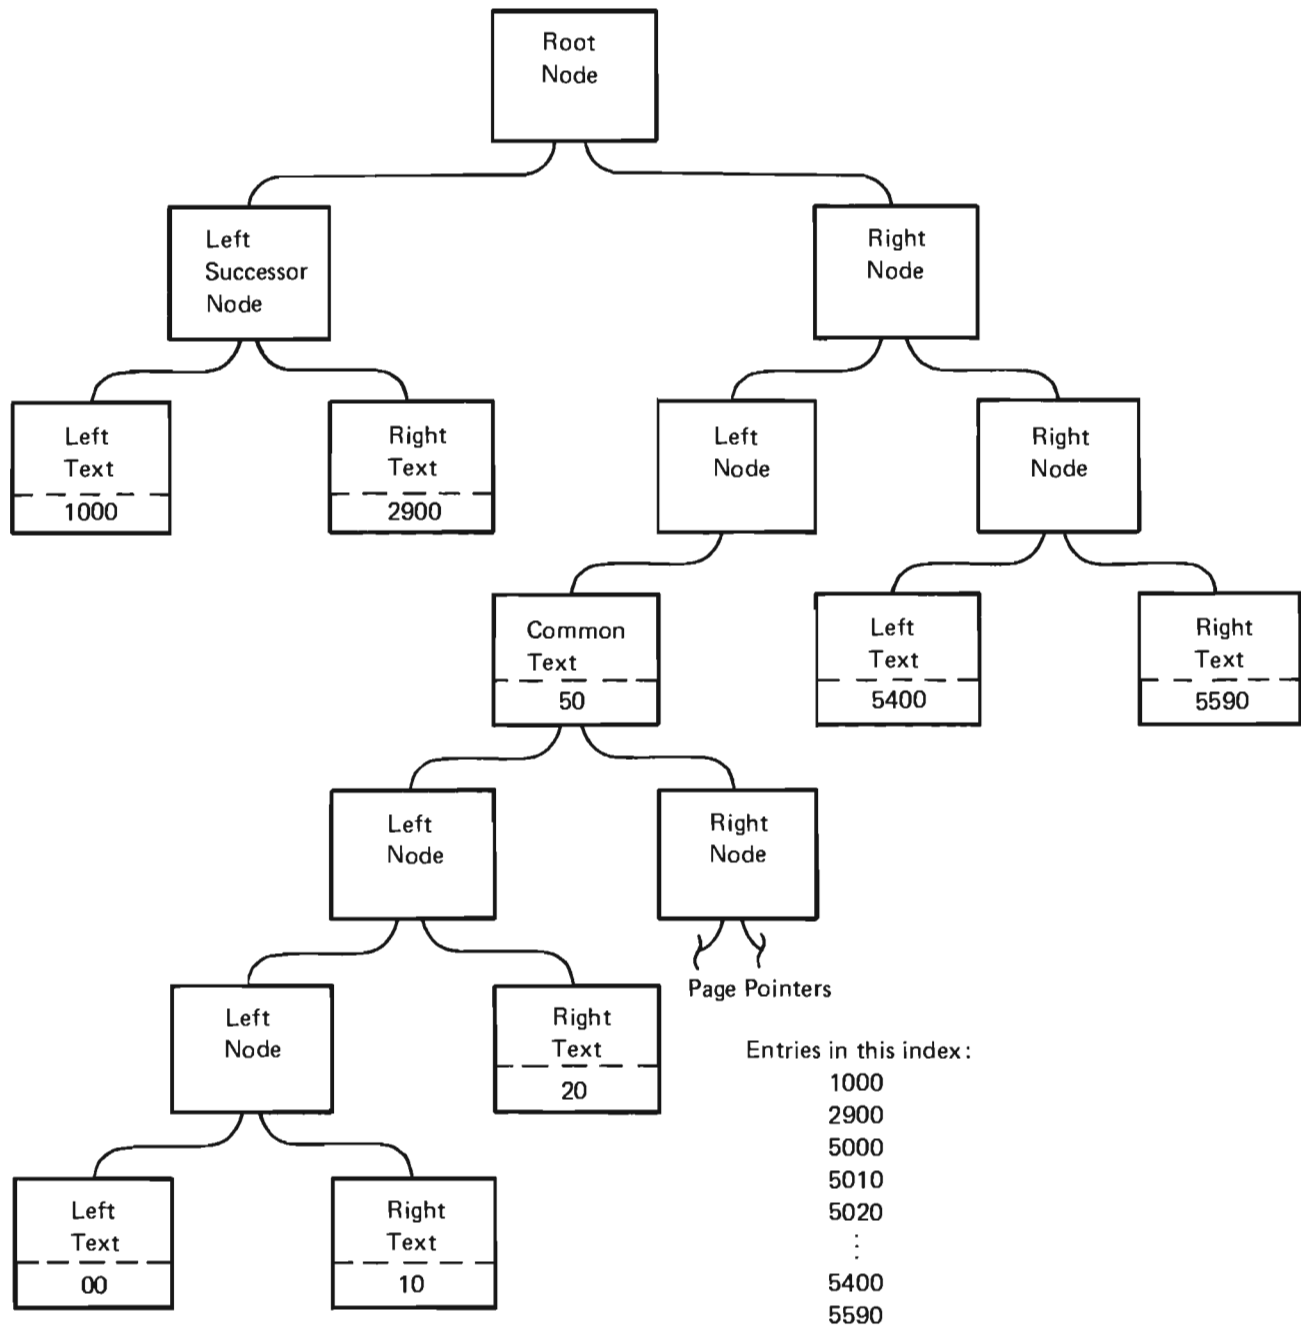 Root
Node
Left
Successor
Node
Right
Node
Left
Text
1000
Right
Text
2900
Left
Node
Right
Node
Common
Text
50
Left
Text
5400
Right
Text
5590
Left
Node
Right
Node
Page Pointers
Left
Node
Right
Text
20
Left
Text
00
Right
Text
10
Entries in this index:
1000
2900
5000
5010
5020
⋮
5400
5590